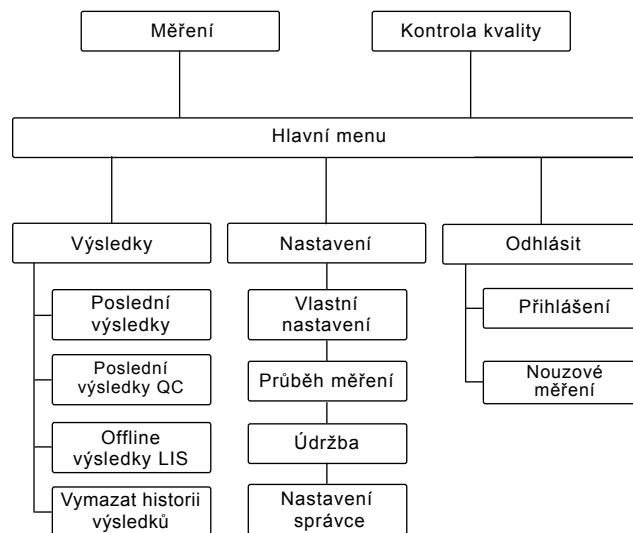 Měření
Kontrola kvality
Hlavní menu
Výsledky
Nastavení
Odhlásit
Poslední
výsledky
Poslední
výsledky QC
Offline
výsledky LIS
Vymazat historii
výsledků
Vlastní
nastavení
Průběh měření
Údržba
Nastavení
správce
Přihlášení
Nouzové
měření